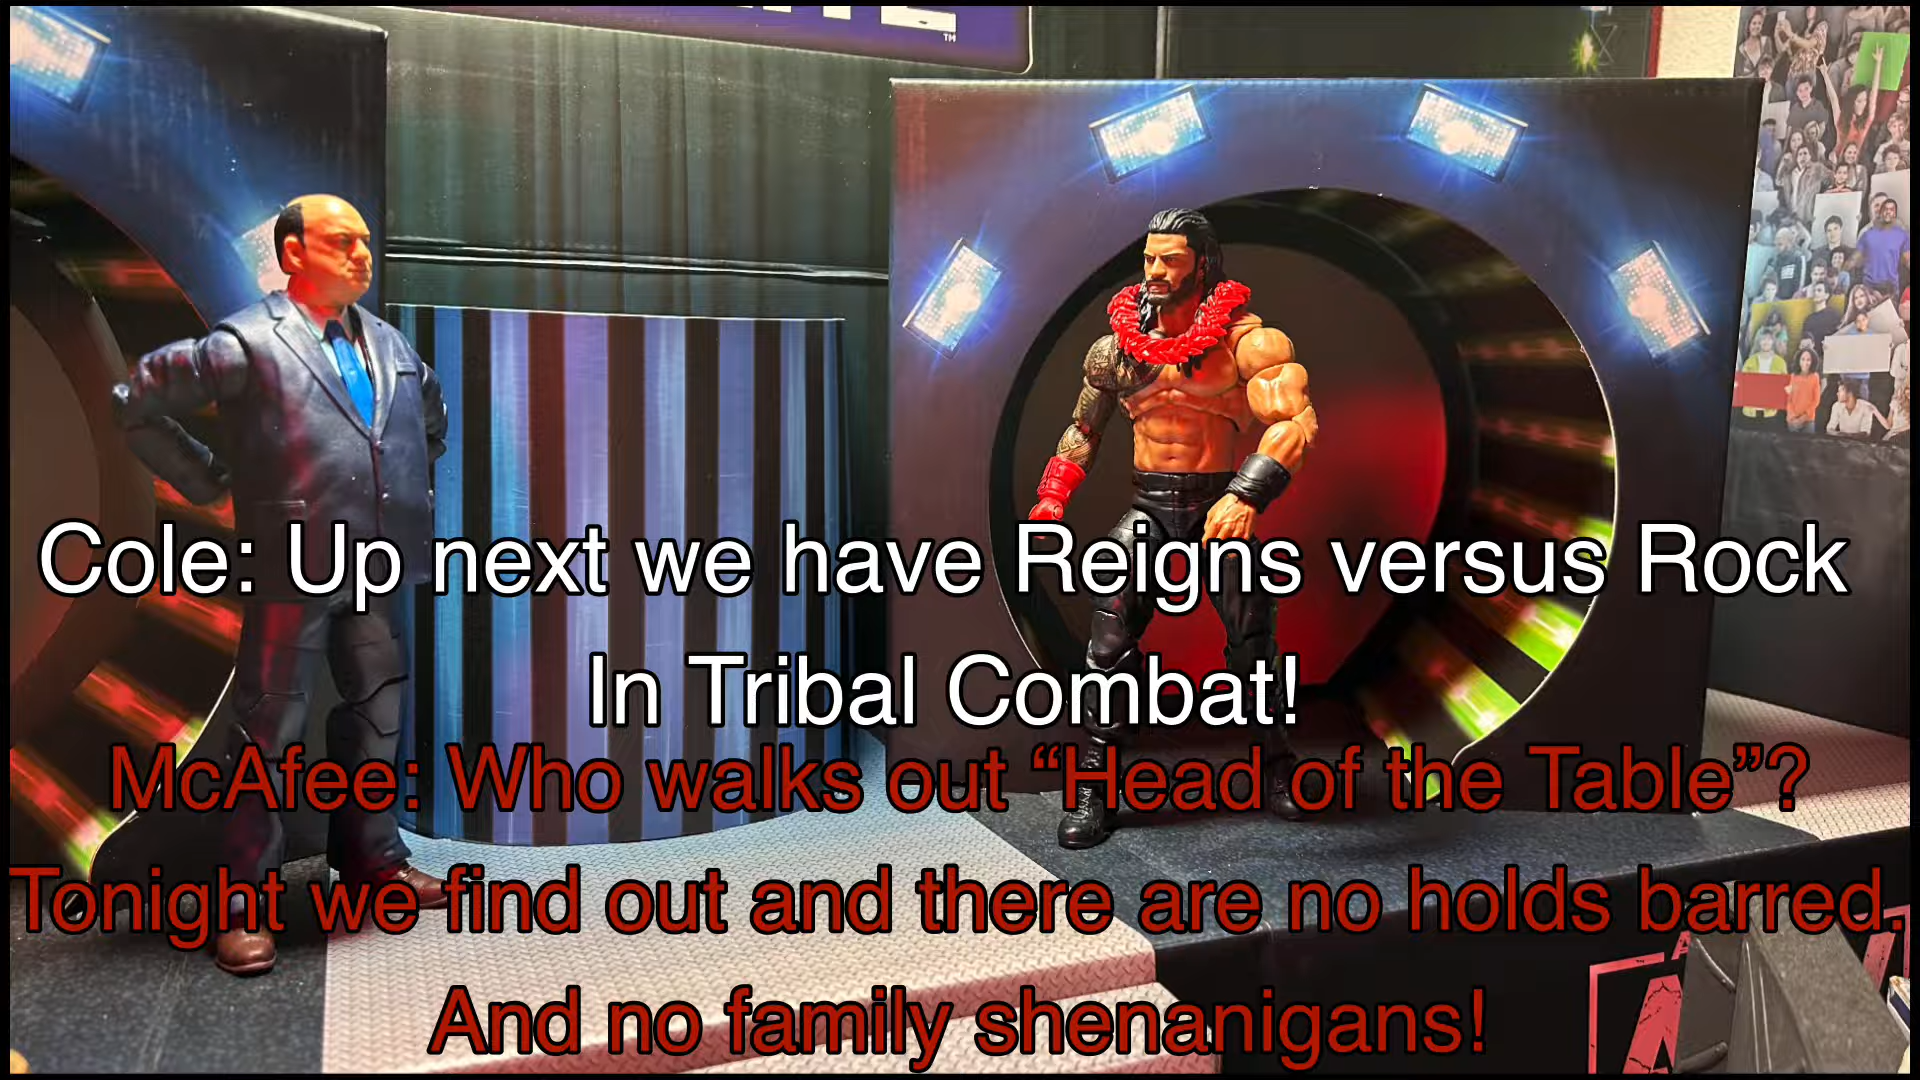 TM
Cole: Up next we have Reigns versus Rock
In Tribal Combat!
McAfee: Who walks out “Head of the Table”?
Tonight we find out and there are no holds barred.
And no family shenanigans!